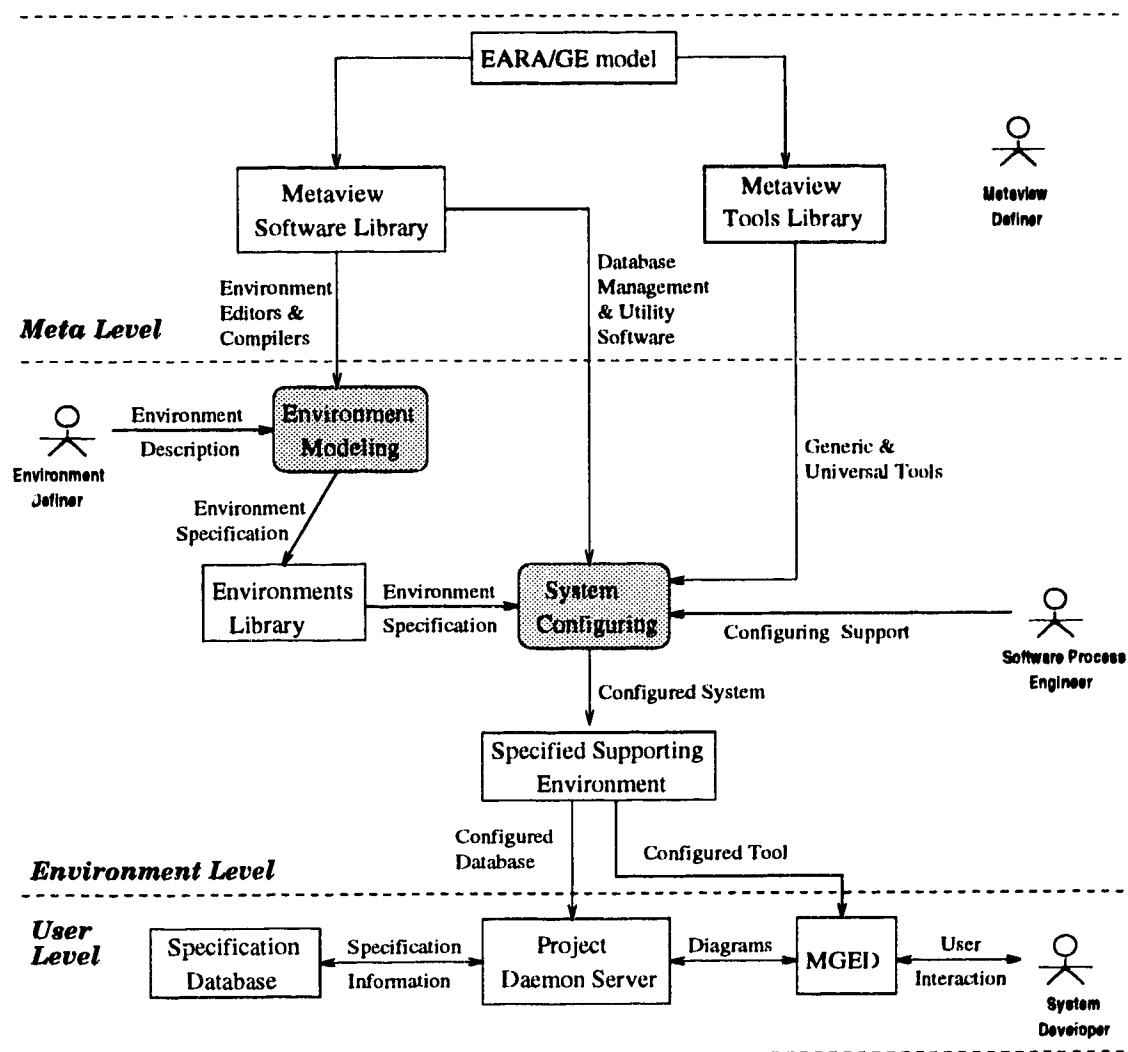 EARA/GE model
Metaview
Software Library
Metaview
Tools Library
Metaview
Definer
Environment
Editors &
Compilers
Database
Management
& Utility
Software
Meta Level
Environment
Definer
Environment
Description
Environment
Modeling
Generic &
Universal Tools
Environment
Specification
Environments
Library
Environment
Specification
System
Configuring
Configuring Support
Software Process
Engineer
Configured System
Specified Supporting
Environment
Configured
Database
Configured Tool
Environment Level
User
Level
Specification
Database
Specification
Information
Project
Daemon Server
Diagrams
MGED
User
Interaction
System
Developer